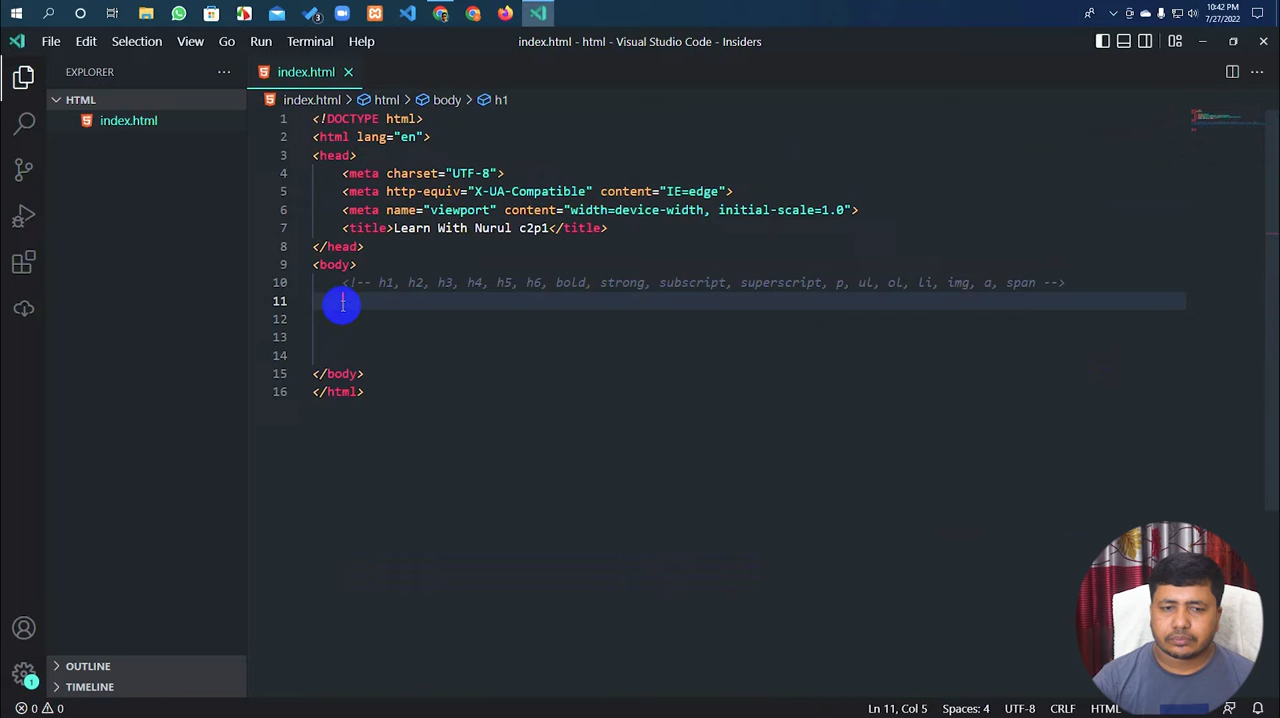 3
10:42 PM
7/27/2022
File Edit Selection View Go Run Terminal Help
index.html - html - Visual Studio Code - Insiders
EXPLORER
index.html
HTML
index.html
index.html > html > body > h1
1 <!DOCTYPE html>
2 <html lang="en">
3 <head>
4 <meta charset="UTF-8">
5 <meta http-equiv="X-UA-Compatible" content="IE=edge">
6 <meta name="viewport" content="width=device-width, initial-scale=1.0">
7 <title>Learn With Nurul c2p1</title>
8 </head>
9 <body>
10 <!-- h1, h2, h3, h4, h5, h6, bold, strong, subscript, superscript, p, ul, ol, li, img, a, span -->
11
12
13
14
15 </body>
16 </html>
OUTLINE
TIMELINE
1
0 0
Ln 11, Col 5 Spaces: 4 UTF-8 CRLF HTML